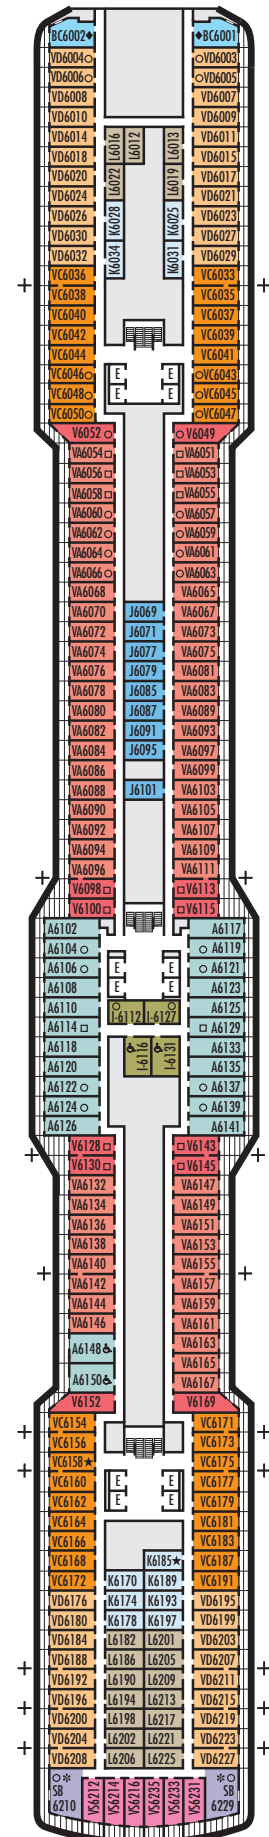 BC6002♦ ♦BC6001
VD6004○ ○VD6003
VD6006○ ○VD6005
VD6008 VD6007
VD6010 VD6009
VD6014 L6016 L6012 L6013 VD6011
VD6018 VD6015
VD6020 L6022 L6019 VD6017
VD6024 VD6021
VD6026 K6028 K6025 VD6023
VD6030 VD6027
VD6032 K6034 K6031 VD6029
VC6036 VC6033
VC6038 VC6035
VC6040 VC6037
VC6042 VC6039
VC6044 VC6041
VC6046○ E E ○VC6043
VC6048○ E E ○VC6045
VC6050○ ○VC6047
V6052○ ○V6049
VA6054□ □VA6051
VA6056□ □VA6053
VA6058□ □VA6055
VA6060○ ○VA6057
VA6062○ ○VA6059
VA6064○ ○VA6061
VA6066○ ○VA6063
VA6068 VA6065
VA6070 J6069 VA6067
VA6072 J6071 VA6073
VA6074 J6077 VA6075
VA6076 J6079 VA6081
VA6078 J6085 VA6083
VA6080 J6087 VA6089
VA6082 J6091 VA6093
VA6084 J6095 VA6097
VA6086 VA6099
VA6088 J6101 VA6103
VA6090 VA6105
VA6092 VA6107
VA6094 VA6109
VA6096 VA6111
V6098□ □V6113
V6100□ □V6115
A6102 A6117
A6104○ ○A6119
A6106○ E E ○A6121
A6108 E E A6123
A6110 I-6112 I-6127 A6125
A6114□ □A6129
A6118 I-6116 I-6131 A6133
A6120 A6135
A6122○ ○A6137
A6124○ ○A6139
A6126 A6141
V6128□ □V6143
V6130□ □V6145
VA6132 VA6147
VA6134 VA6149
VA6136 VA6151
VA6138 VA6153
VA6140 VA6155
VA6142 VA6157
VA6144 VA6159
VA6146 VA6161
A6148♿ VA6163
VA6165
A6150♿ VA6167
V6152 V6169
VC6154 VC6171
VC6156 VC6173
VC6158★ VC6175
VC6160 E E VC6177
VC6162 E E VC6179
VC6164 VC6181
VC6166 VC6183
VC6168 K6185★ VC6187
VC6172 K6170 K6189 VC6191
VD6176 K6174 K6193 VD6195
VD6180 K6178 K6197 VD6199
VD6184 L6182 L6201 VD6203
VD6188 L6186 L6205 VD6207
VD6192 L6190 L6209 VD6211
VD6196 L6194 L6213 VD6215
VD6200 L6198 L6217 VD6219
VD6204 L6202 L6221 VD6223
VD6208 L6206 L6225 VD6227
○* *○
SB 6210 VS6212 VS6214 VS6216 VS6235 VS6233 VS6231 SB 6229